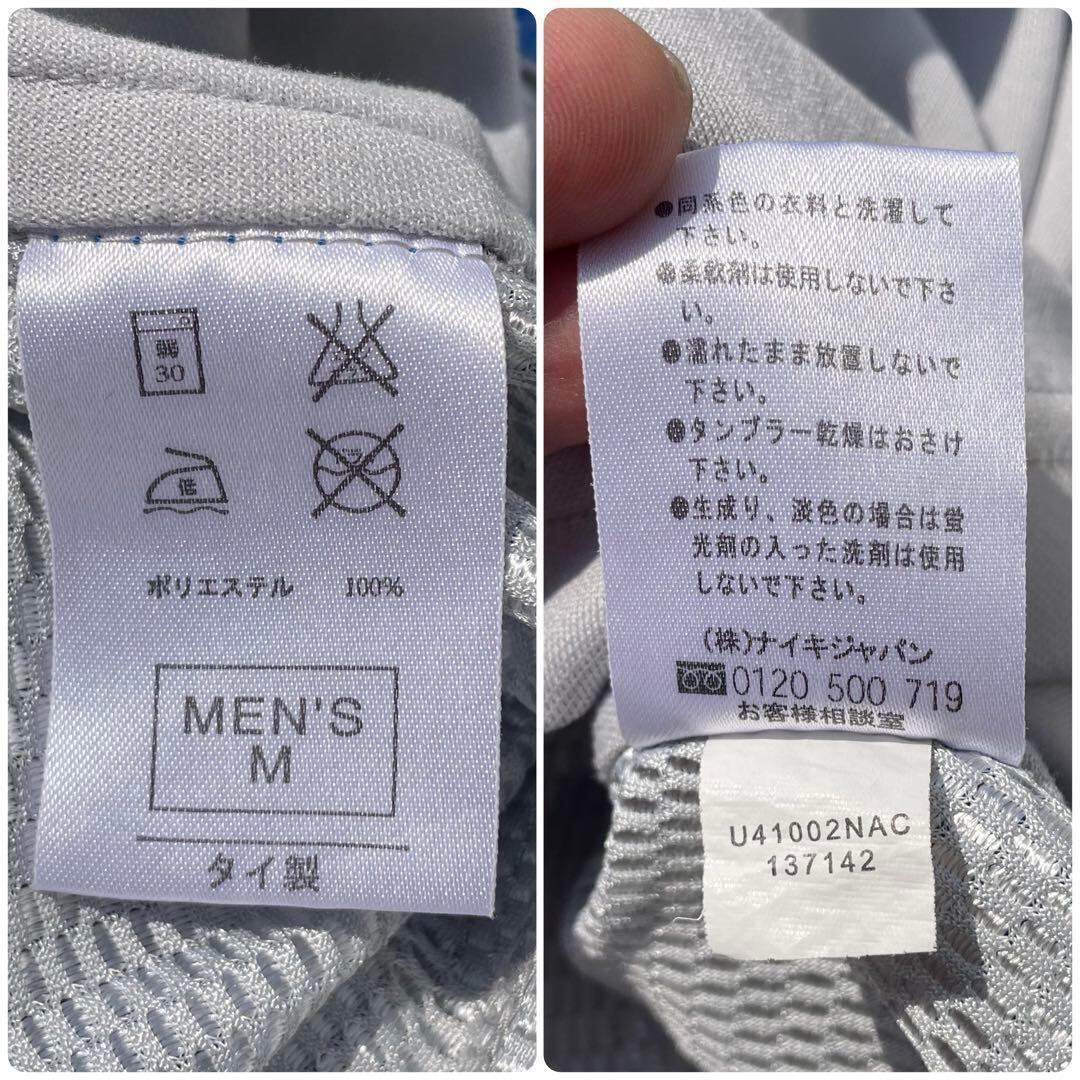 弱
30
低
ポリエステル 100%
MEN'S
M
タイ製
●同系色の衣料と洗濯して
下さい。
●柔軟剤は使用しないで下さ
い。
●濡れたまま放置しないで
下さい。
●タンブラー乾燥はおさけ
下さい。
●生成り、淡色の場合は蛍
光剤の入った洗剤は使用
しないで下さい。
(株)ナイキジャパン
0120 500 719
お客様相談室
U41002NAC
137142